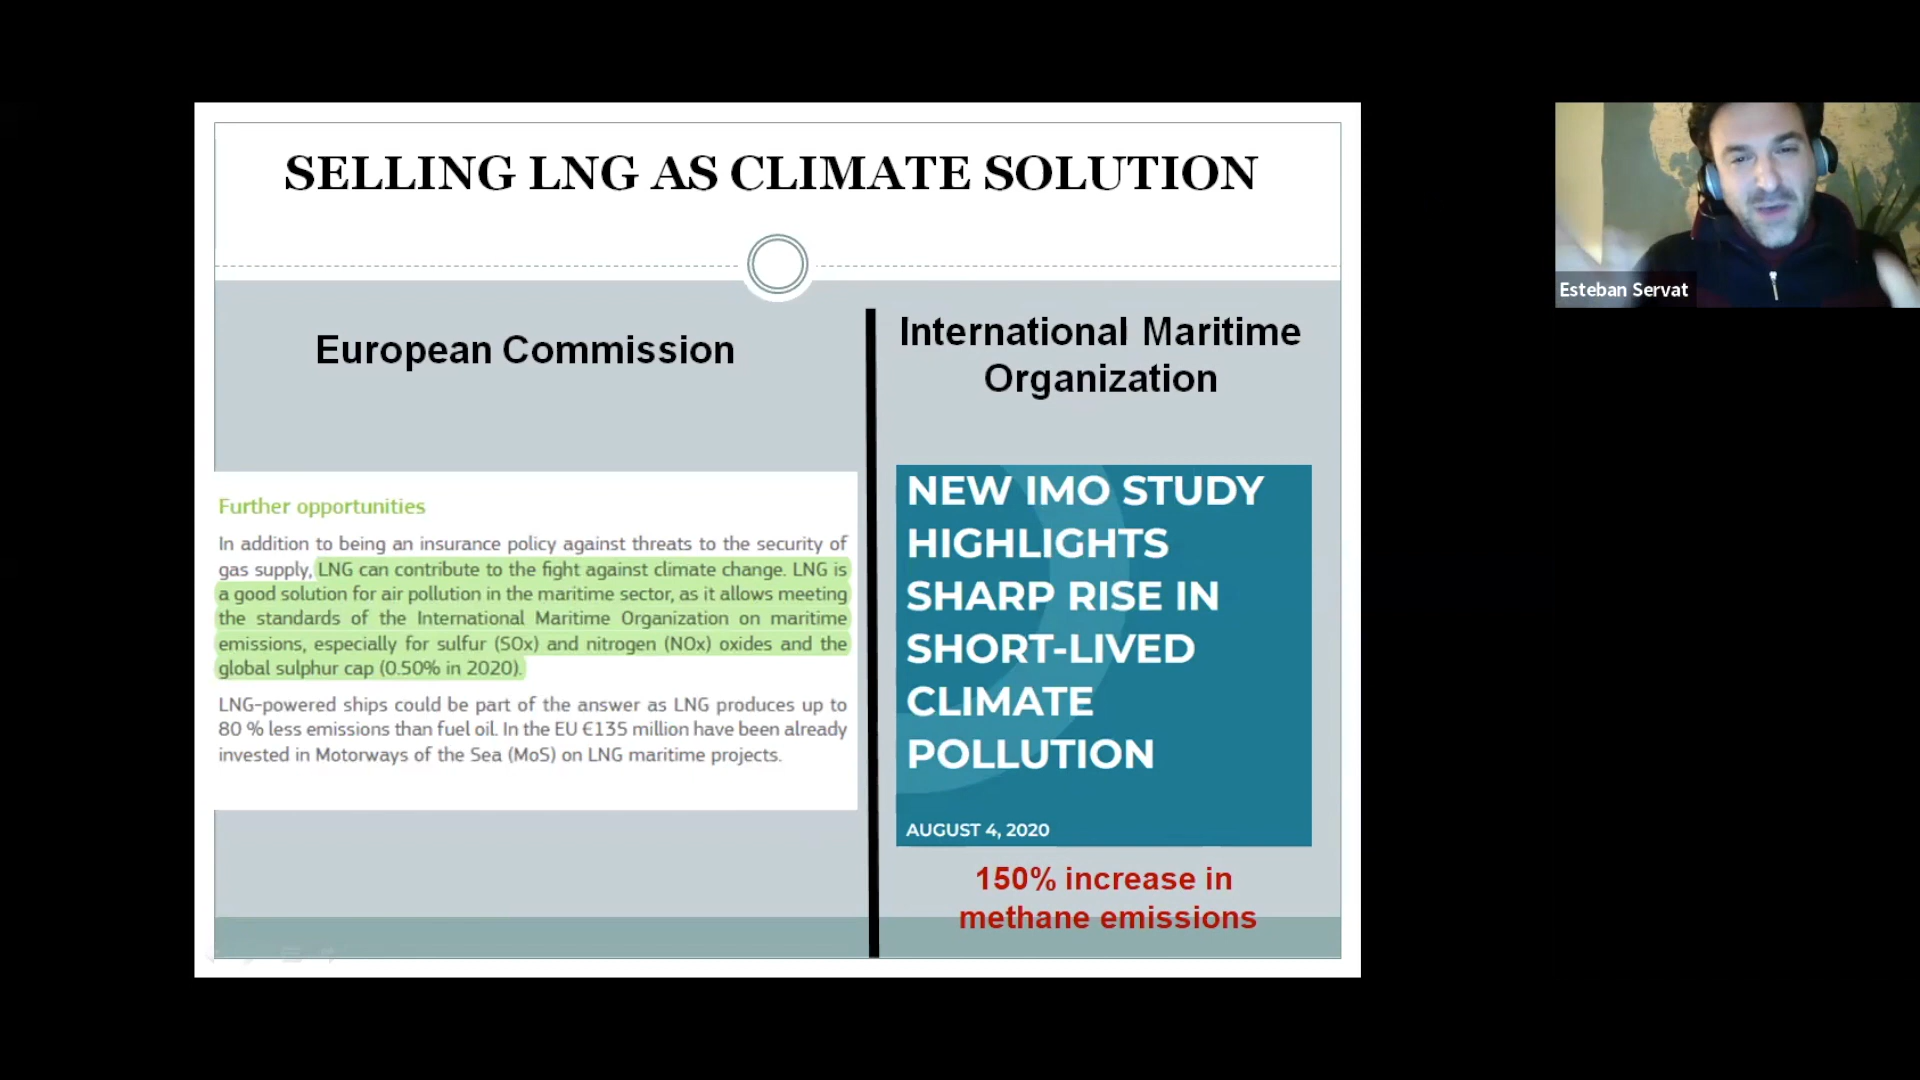 SELLING LNG AS CLIMATE SOLUTION
European Commission
Further opportunities
In addition to being an insurance policy against threats to the security of
gas supply, LNG can contribute to the fight against climate change. LNG is
a good solution for air pollution in the maritime sector, as it allows meeting
the standards of the International Maritime Organization on maritime
emissions, especially for sulfur (SOx) and nitrogen (NOx) oxides and the
global sulphur cap (0.50% in 2020).
LNG-powered ships could be part of the answer as LNG produces up to
80 % less emissions than fuel oil. In the EU €135 million have been already
invested in Motorways of the Sea (MoS) on LNG maritime projects.
International Maritime
Organization
NEW IMO STUDY
HIGHLIGHTS
SHARP RISE IN
SHORT-LIVED
CLIMATE
POLLUTION
AUGUST 4, 2020
150% increase in
methane emissions
Esteban Servat